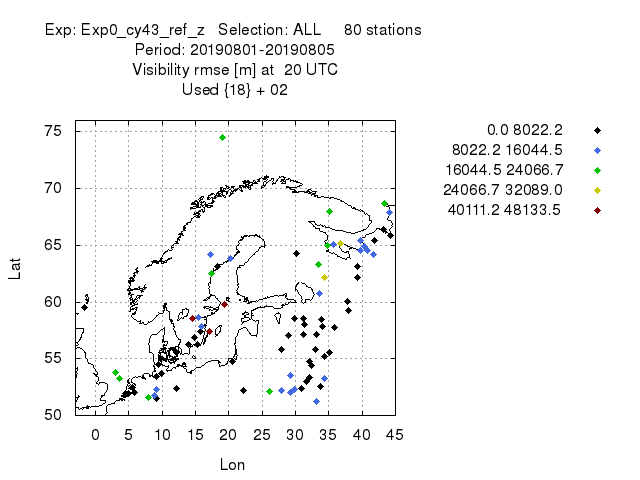 Exp: Exp0_cy43_ref_z   Selection: ALL     80 stations
Period: 20190801-20190805
Visibility rmse [m] at  20 UTC
Used {18} + 02
0.0 8022.2
8022.2 16044.5
16044.5 24066.7
24066.7 32089.0
40111.2 48133.5
75
70
65
60
55
50
Lat
0 5 10 15 20 25 30 35 40 45
Lon